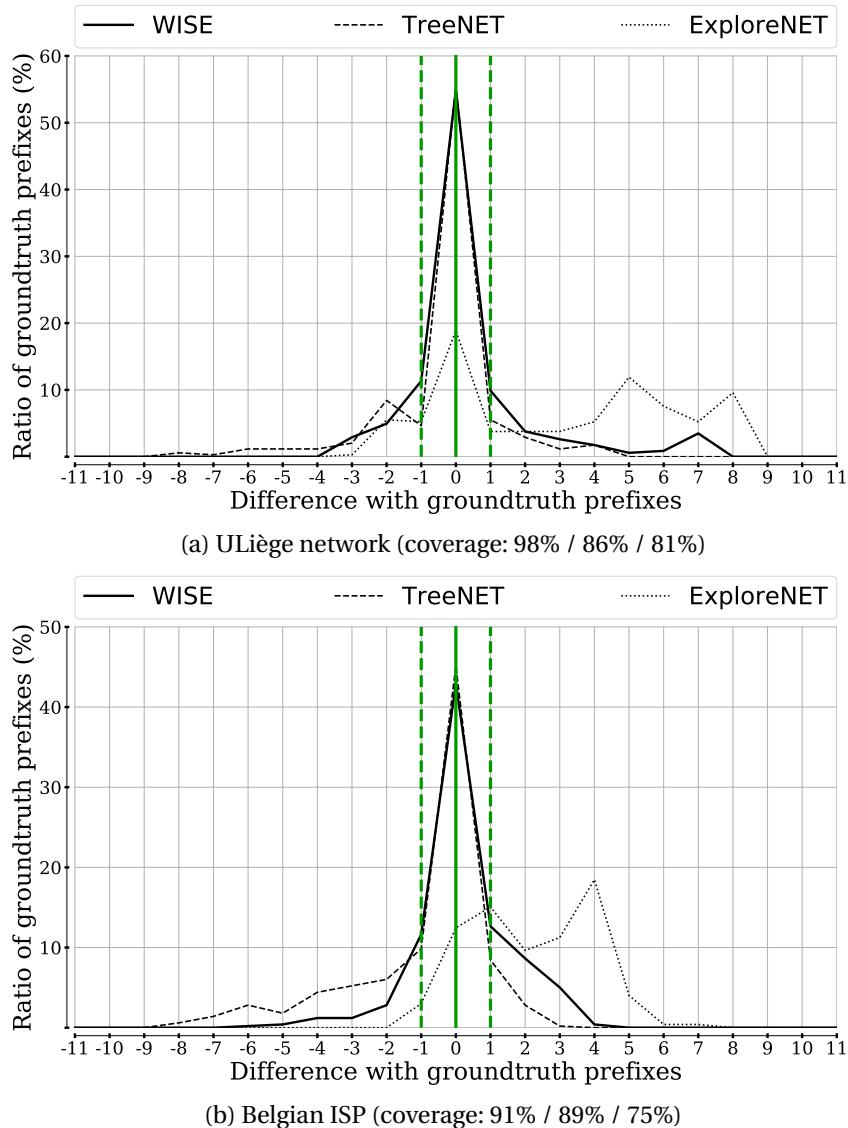 WISE TreeNET ExploreNET
60
50
40
30
20
10
Ratio of groundtruth prefixes (%)
-11 -10 -9 -8 -7 -6 -5 -4 -3 -2 -1 0 1 2 3 4 5 6 7 8 9 10 11
Difference with groundtruth prefixes
(a) ULiège network (coverage: 98% / 86% / 81%)
WISE TreeNET ExploreNET
50
40
30
20
10
Ratio of groundtruth prefixes (%)
-11 -10 -9 -8 -7 -6 -5 -4 -3 -2 -1 0 1 2 3 4 5 6 7 8 9 10 11
Difference with groundtruth prefixes
(b) Belgian ISP (coverage: 91% / 89% / 75%)